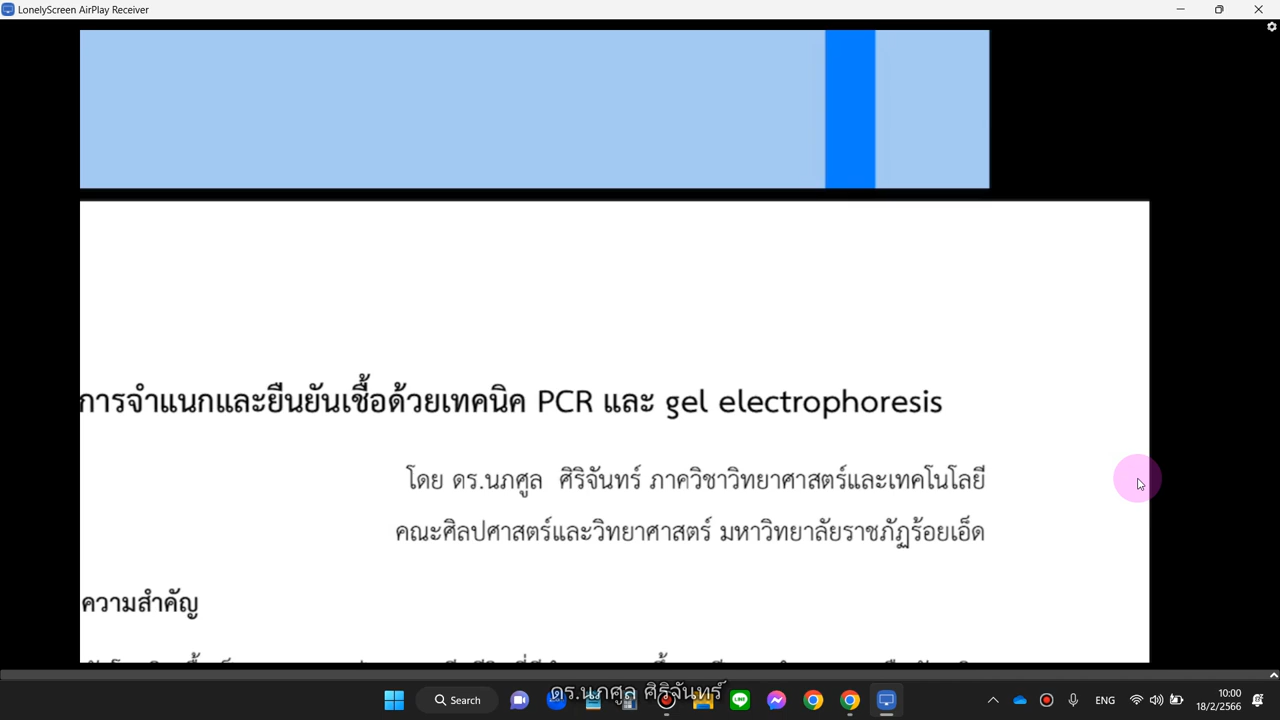 LonelyScreen AirPlay Receiver
การจำแนกและยืนยันเชื้อด้วยเทคนิค PCR และ gel electrophoresis
โดย ดร.นภศูล ศิริจันทร์ ภาควิชาวิทยาศาสตร์และเทคโนโลยี
คณะศิลปศาสตร์และวิทยาศาสตร์ มหาวิทยาลัยราชภัฏร้อยเอ็ด
ความสำคัญ
ดร.นภศูล ศิริจันทร์
Search
ENG
10:00
18/2/2566